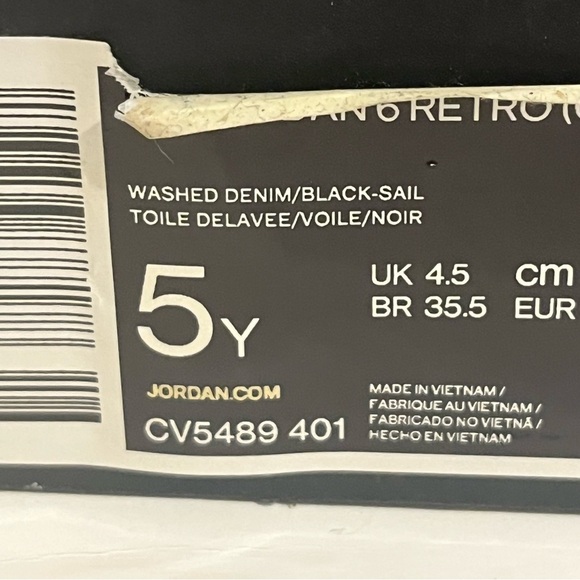 6 RETRO
WASHED DENIM/BLACK-SAIL
TOILE DELAVEE/VOILE/NOIR
5Y
UK 4.5 cm
BR 35.5 EUR
JORDAN.COM
CV5489 401
MADE IN VIETNAM /
FABRIQUE AU VIETNAM /
FABRICADO NO VIETNÃ /
HECHO EN VIETNAM